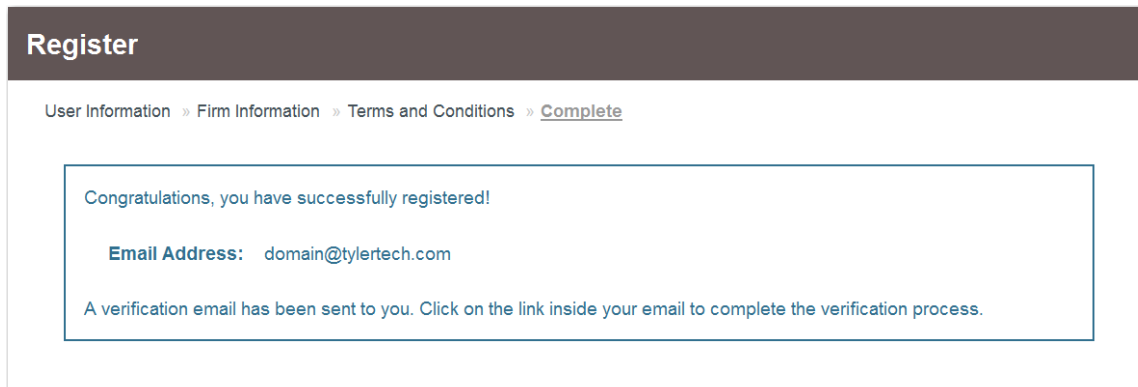 Register
User Information » Firm Information » Terms and Conditions » Complete
Congratulations, you have successfully registered!
Email Address: domain@tylertech.com
A verification email has been sent to you. Click on the link inside your email to complete the verification process.